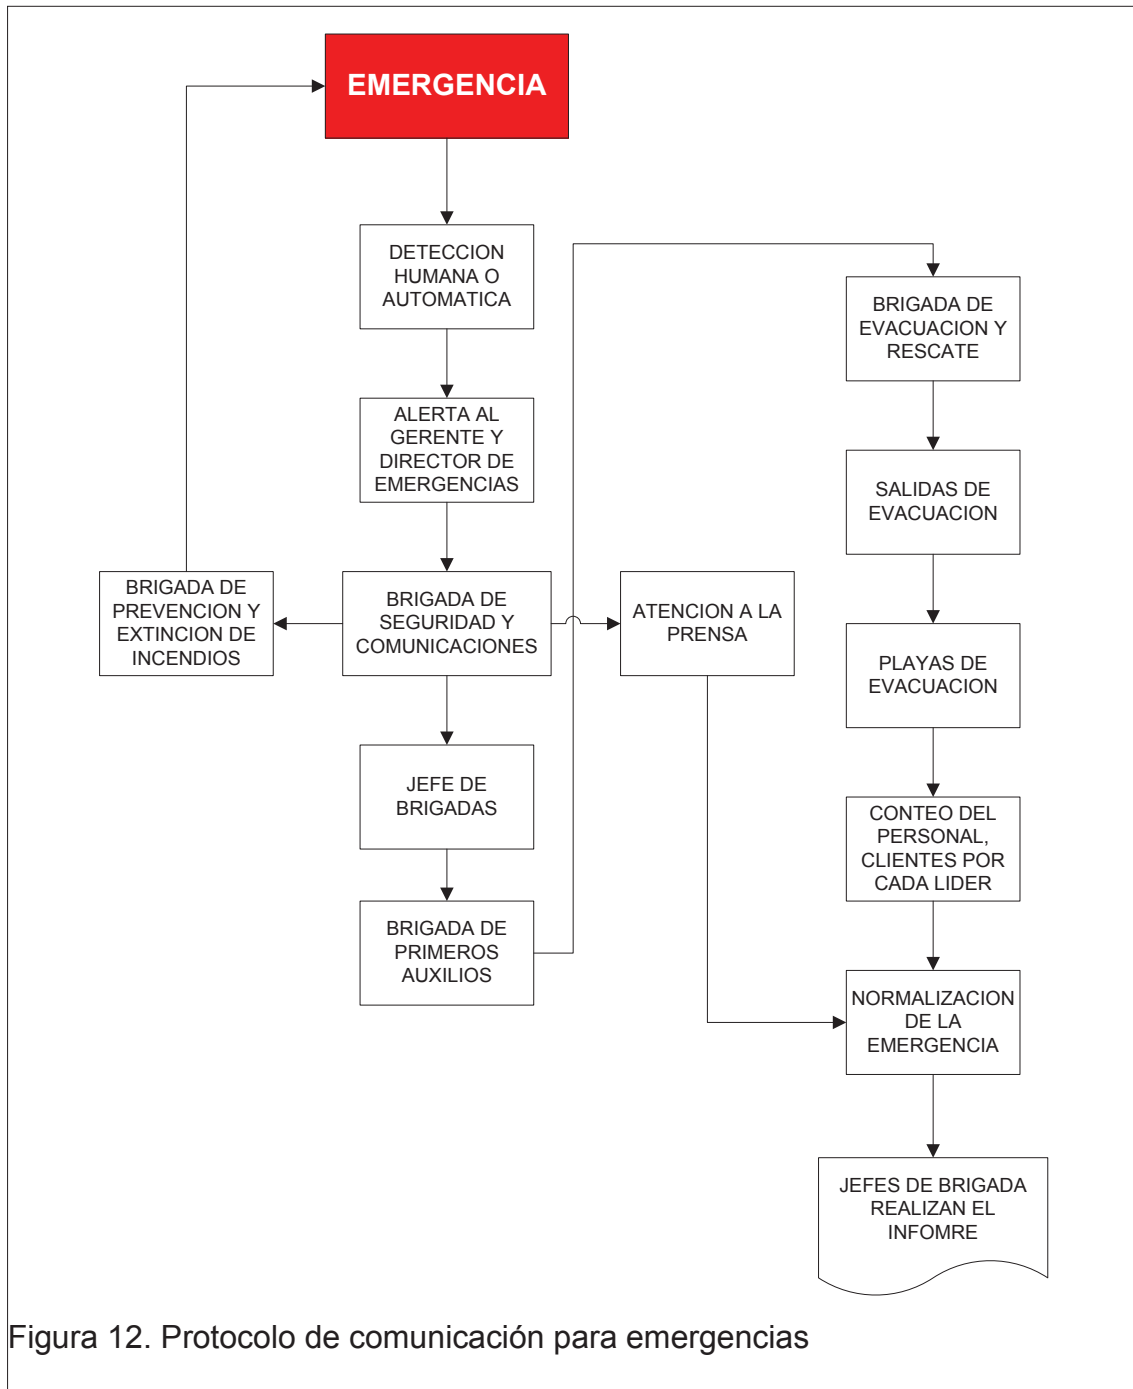 EMERGENCIA
DETECCION
HUMANA O
AUTOMATICA
ALERTA AL
GERENTE Y
DIRECTOR DE
EMERGENCIAS
BRIGADA DE
PREVENCION Y
EXTINCION DE
INCENDIOS
BRIGADA DE
SEGURIDAD Y
COMUNICACIONES
ATENCION A LA
PRENSA
JEFE DE
BRIGADAS
BRIGADA DE
PRIMEROS
AUXILIOS
BRIGADA DE
EVACUACION Y
RESCATE
SALIDAS DE
EVACUACION
PLAYAS DE
EVACUACION
CONTEO DEL
PERSONAL,
CLIENTES POR
CADA LIDER
NORMALIZACION
DE LA
EMERGENCIA
JEFES DE BRIGADA
REALIZAN EL
INFOMRE
Figura 12. Protocolo de comunicación para emergencias